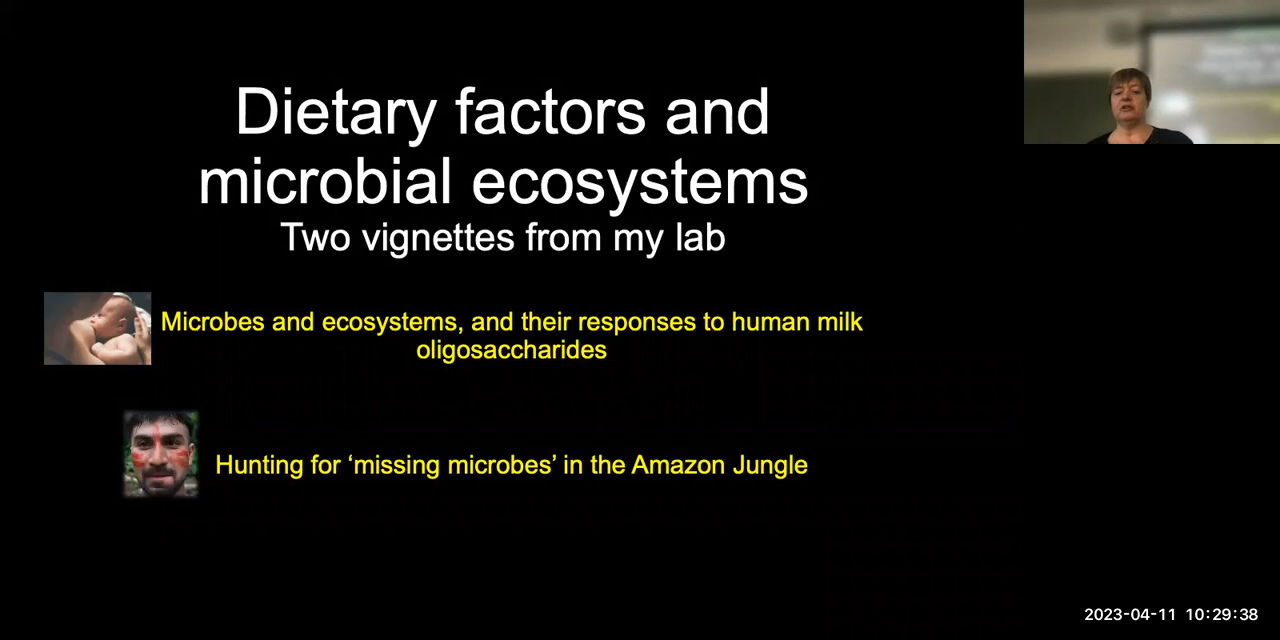 Dietary factors and
microbial ecosystems
Two vignettes from my lab
Microbes and ecosystems, and their responses to human milk
oligosaccharides
Hunting for ‘missing microbes’ in the Amazon Jungle
2023-04-11 10:29:38